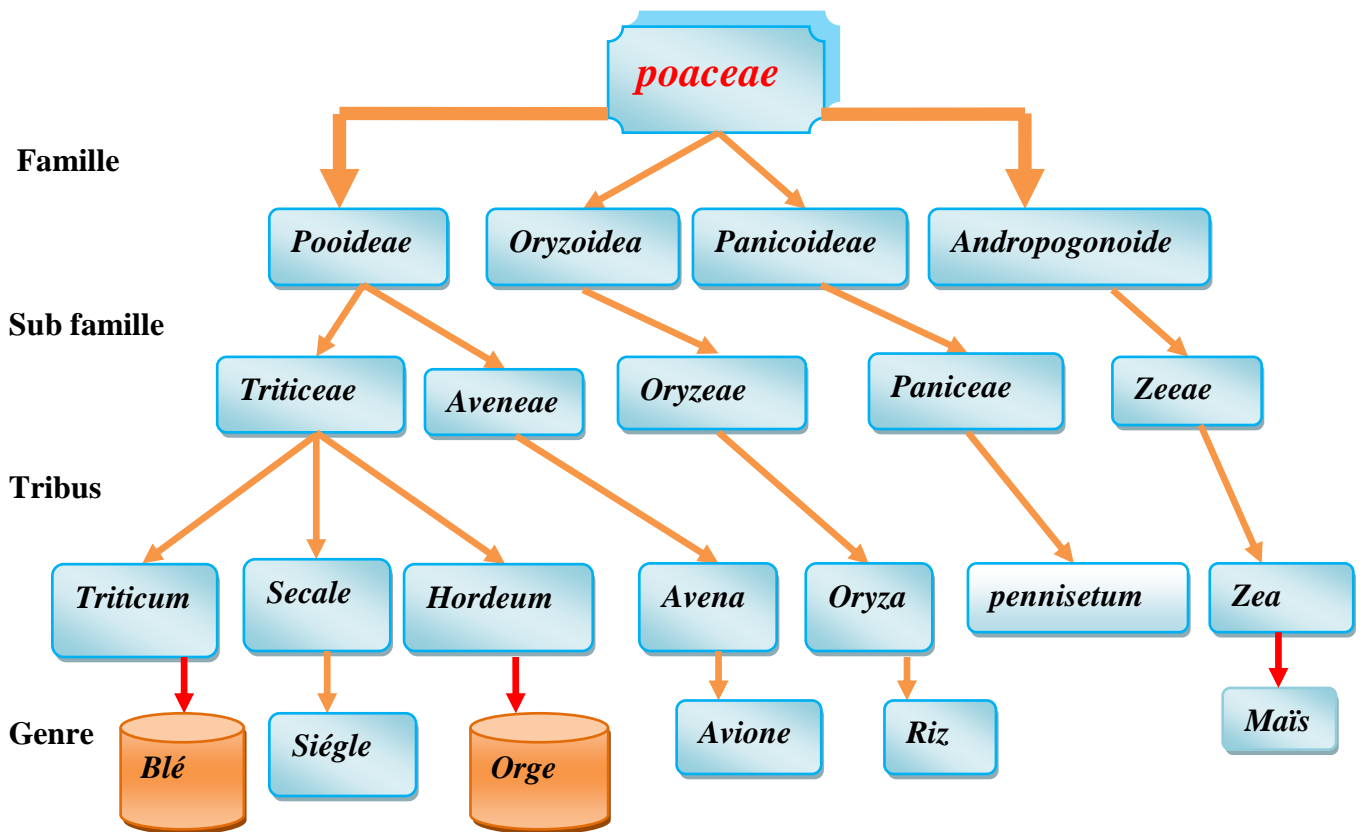 poaceae
Famille
Pooideae
Oryzoidea
Panicoideae
Andropogonoide
Sub famille
Triticeae
Aveneae
Oryzeae
Paniceae
Zeeae
Tribus
Triticum
Secale
Hordeum
Avena
Oryza
pennisetum
Zea
Genre
Blé
Siégle
Orge
Avione
Riz
Maïs